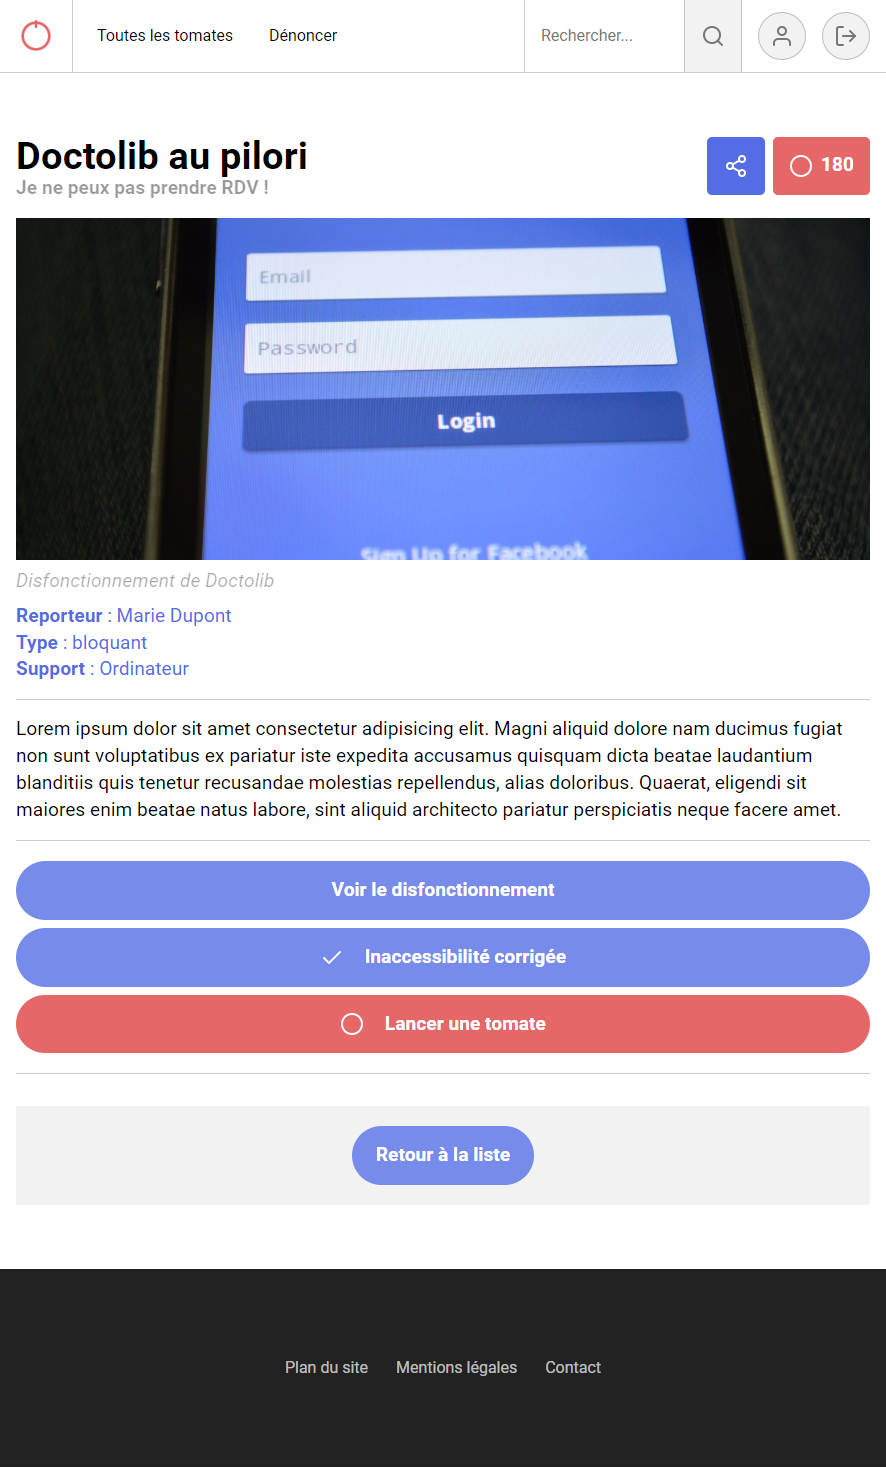 Toutes les tomates
Dénoncer
Rechercher...
Doctolib au pilori
Je ne peux pas prendre RDV !
180
Email
Password
Login
Sign Up for Facebook
Disfonctionnement de Doctolib
Reporteur : Marie Dupont
Type : bloquant
Support : Ordinateur
Lorem ipsum dolor sit amet consectetur adipisicing elit. Magni aliquid dolore nam ducimus fugiat
non sunt voluptatibus ex pariatur iste expedita accusamus quisquam dicta beatae laudantium
blanditiis quis tenetur recusandae molestias repellendus, alias doloribus. Quaerat, eligendi sit
maiores enim beatae natus labore, sint aliquid architecto pariatur perspiciatis neque facere amet.
Voir le disfonctionnement
Inaccessibilité corrigée
Lancer une tomate
Retour à la liste
Plan du site
Mentions légales
Contact